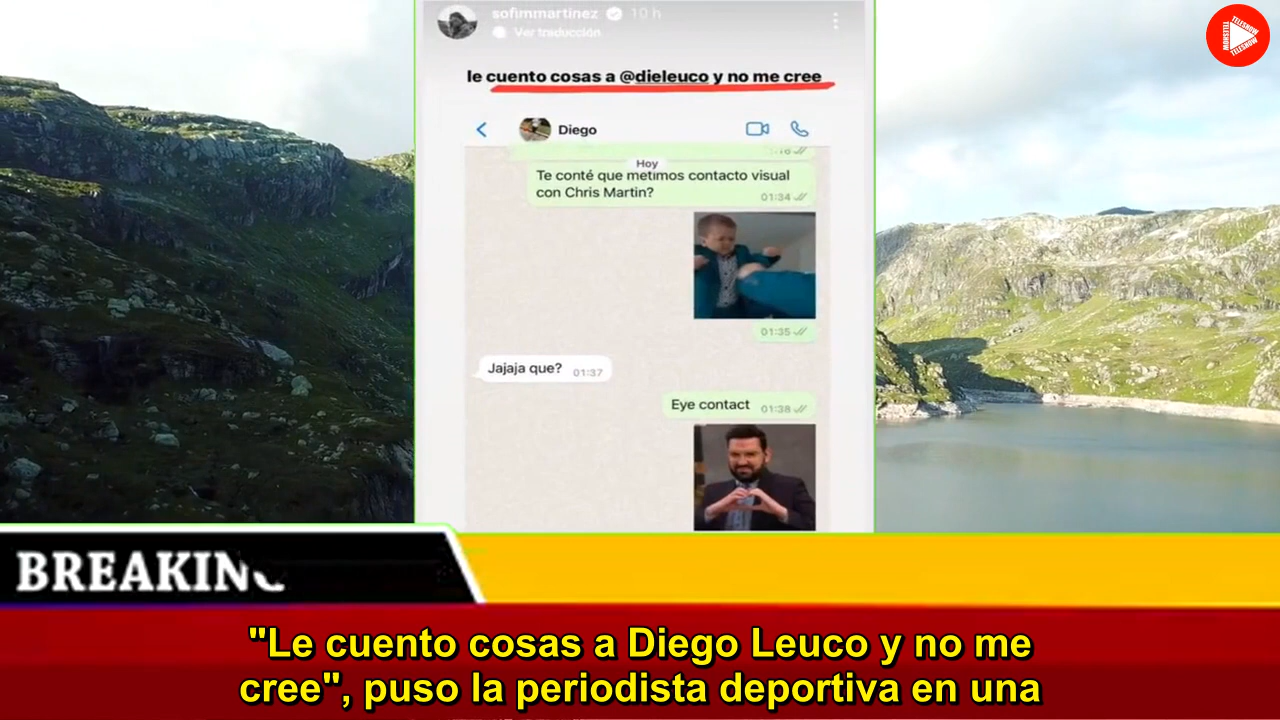 sofimmartinez 10 h
Ver traducción
TELESHOW
TELESHOW
le cuento cosas a @dieleuco y no me cree
Diego
Hoy
Te conté que metimos contacto visual
con Chris Martin?
01:34
01:35
Jajaja que? 01:37
Eye contact 01:38
BREAKING
"Le cuento cosas a Diego Leuco y no me
cree", puso la periodista deportiva en una